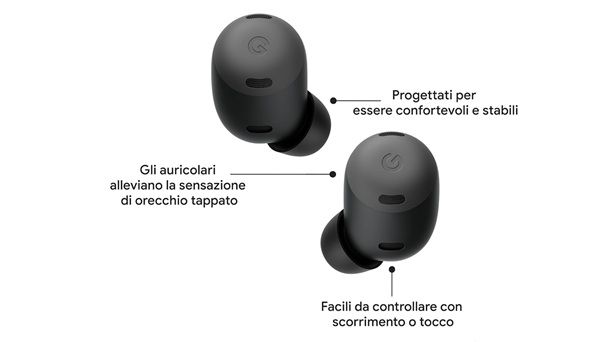 Progettati per
essere confortevoli e stabili
Gli auricolari
alleviano la sensazione
di orecchio tappato
Facili da controllare con
scorrimento o tocco